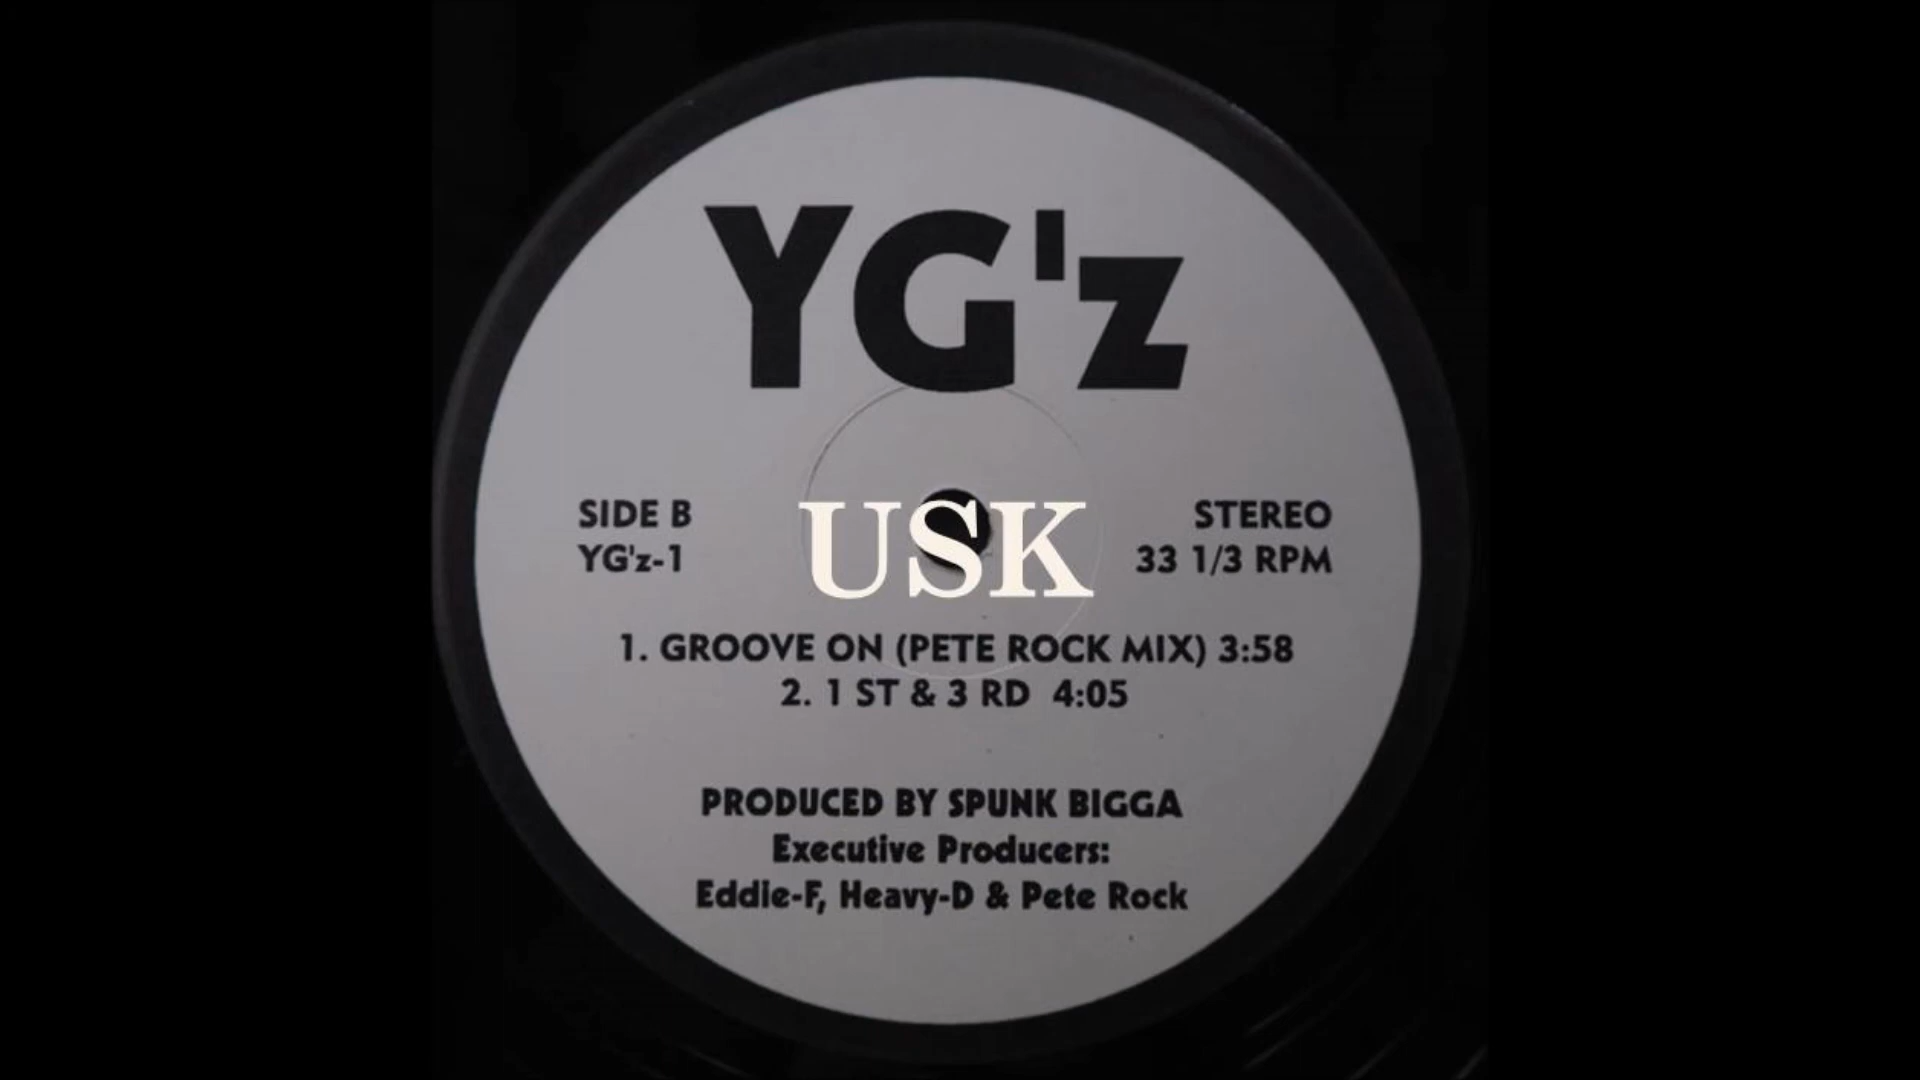 YG'z
SIDE B
YG'z-1
USK
STEREO
33 1/3 RPM
1. GROOVE ON (PETE ROCK MIX) 3:58
2. 1 ST & 3 RD 4:05
PRODUCED BY SPUNK BIGGA
Executive Producers:
Eddie-F, Heavy-D & Pete Rock